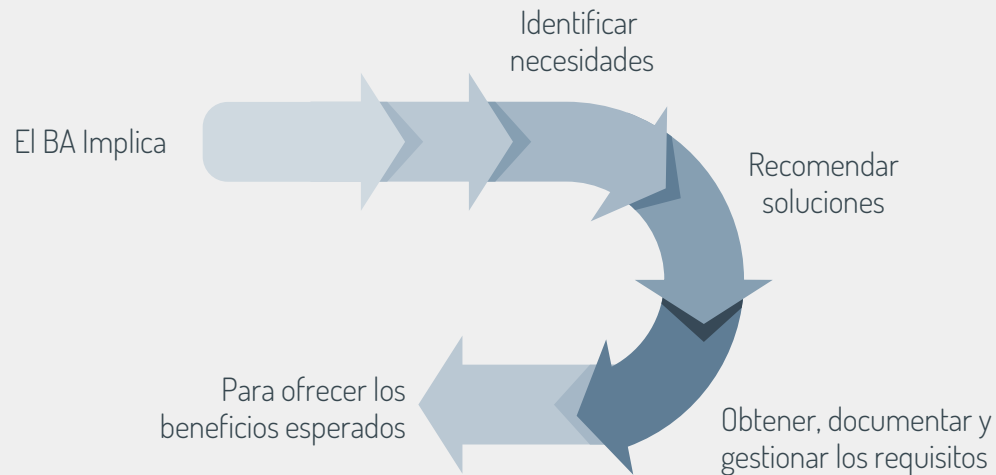 El BA Implica
Identificar
necesidades
Recomendar
soluciones
Obtener, documentar y
gestionar los requisitos
Para ofrecer los
beneficios esperados